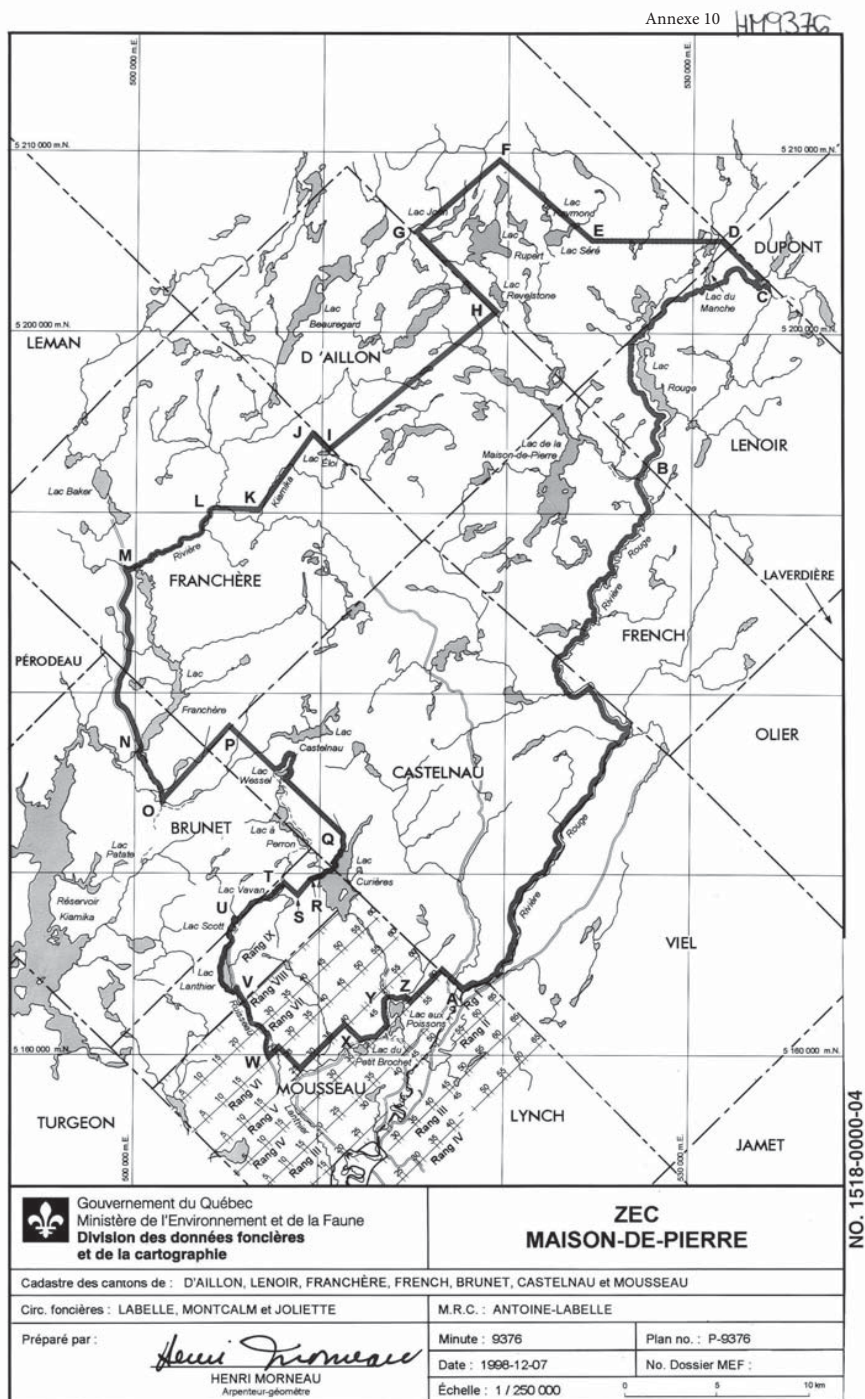 Annexe 10 HM9376
500 000 m.E.
530 000 m.E.
5 210 000 m.N.
5 210 000 m.N.
F
Lac John
G
Lac Raymond
E
D
DUPONT
Lac Séré
Lac Rupert
Lac Revelstone
C
Lac du Manche
H
Lac Beauregard
5 200 000 m.N.
5 200 000 m.N.
LEMAN
D'AILLON
Lac Rouge
J
I
Lac Éloi
Lac de la Maison-de-Pierre
LENOIR
B
Lac Baker
L
K
Kiamika
Rivière
M
Rouge
Rivière
FRANCHÈRE
LAVERDIÈRE
FRENCH
PÉRODEAU
Lac Franchère
OLIER
N
P
Lac Castelnau
Lac Wessel
CASTELNAU
O
BRUNET
Lac à Perron
Q
Rouge
Lac Patate
Lac Curières
Lac Vavan
T
Réservoir Kiamika
U
S
R
Rivière
Lac Scott
Rang IX
VIEL
Lac Lanthier
V
Rang VIII
Rang VII
Y
Z
A
Rg I
Rang II
Ruisseau
Lac aux Poissons
W
X
Lac du Petit Brochet
5 160 000 m.N.
5 160 000 m.N.
Rang VI
MOUSSEAU
Rang V
Lanthier
Rang IV
Rang III
Rang III
Rang IV
TURGEON
LYNCH
JAMET
500 000 m.E.
530 000 m.E.
NO. 1518-0000-04
Gouvernement du Québec
Ministère de l'Environnement et de la Faune
Division des données foncières
et de la cartographie
ZEC
MAISON-DE-PIERRE
Cadastre des cantons de : D'AILLON, LENOIR, FRANCHÈRE, FRENCH, BRUNET, CASTELNAU et MOUSSEAU
Circ. foncières : LABELLE, MONTCALM et JOLIETTE
M.R.C. : ANTOINE-LABELLE
Préparé par :
Henri Morneau
HENRI MORNEAU
Arpenteur-géomètre
Minute : 9376
Plan no. : P-9376
Date : 1998-12-07
No. Dossier MEF :
Échelle : 1 / 250 000
0 5 10 km